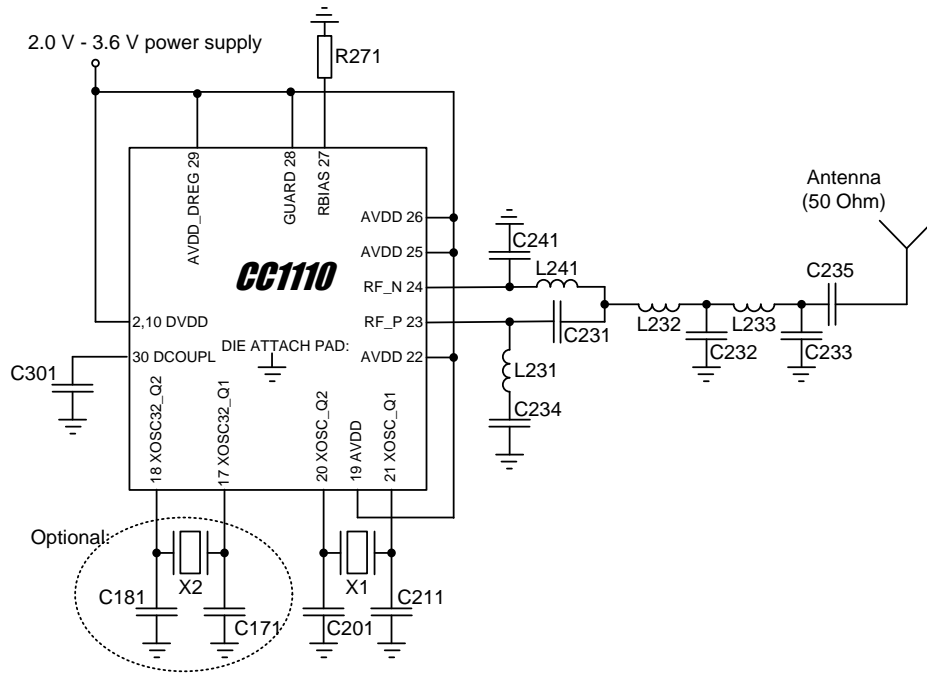 2.0 V - 3.6 V power supply
R271
AVDD_DREG 29
GUARD 28
RBIAS 27
Antenna
(50 Ohm)
AVDD 26
AVDD 25
CC1110
RF_N 24
C241
L241
C235
2,10 DVDD
RF_P 23
C231
L232
L233
30 DCOUPL
DIE ATTACH PAD:
AVDD 22
C232
C233
C301
L231
C234
18 XOSC32_Q2
17 XOSC32_Q1
20 XOSC_Q2
19 AVDD
21 XOSC_Q1
Optional:
X2
X1
C181
C171
C201
C211